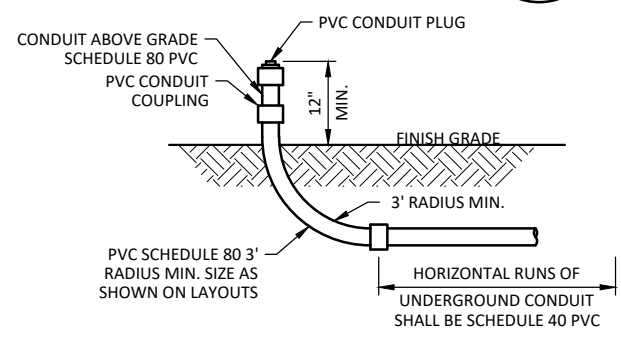 PVC CONDUIT PLUG
CONDUIT ABOVE GRADE
SCHEDULE 80 PVC
PVC CONDUIT
COUPLING
12"
MIN.
FINISH GRADE
3' RADIUS MIN.
PVC SCHEDULE 80 3'
RADIUS MIN. SIZE AS
SHOWN ON LAYOUTS
HORIZONTAL RUNS OF
UNDERGROUND CONDUIT
SHALL BE SCHEDULE 40 PVC